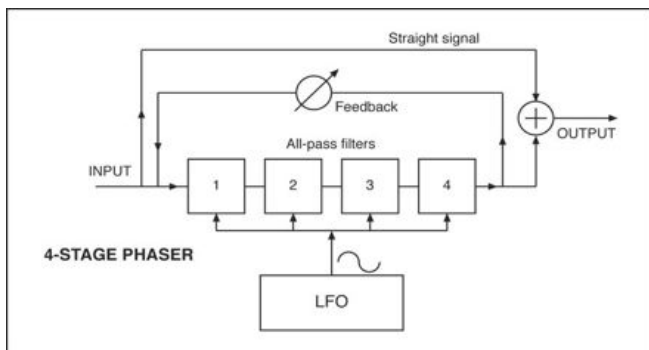 Straight signal
Feedback
OUTPUT
All-pass filters
INPUT
1 2 3 4
4-STAGE PHASER
LFO